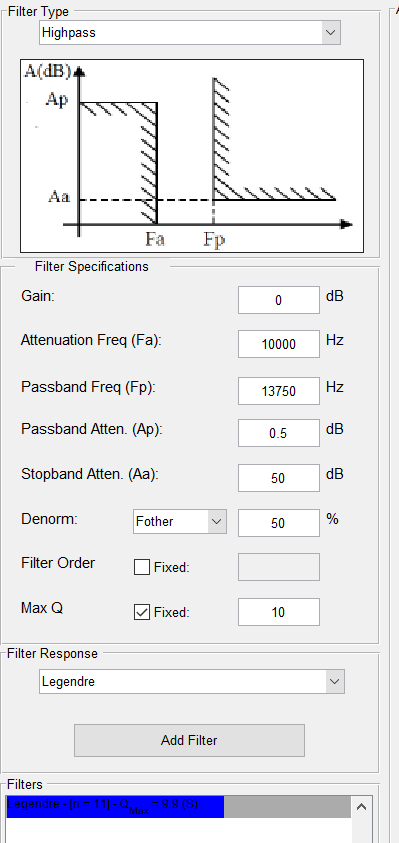 Filter Type
Highpass
A(dB)
Ap
Aa
Fa Fp
Filter Specifications
Gain: 0 dB
Attenuation Freq (Fa): 10000 Hz
Passband Freq (Fp): 13750 Hz
Passband Atten. (Ap): 0.5 dB
Stopband Atten. (Aa): 50 dB
Denorm: Fother 50 %
Filter Order Fixed:
Max Q Fixed: 10
Filter Response
Legendre
Add Filter
Filters
Legendre - [n = 11] - QMax = 9.9 (S)